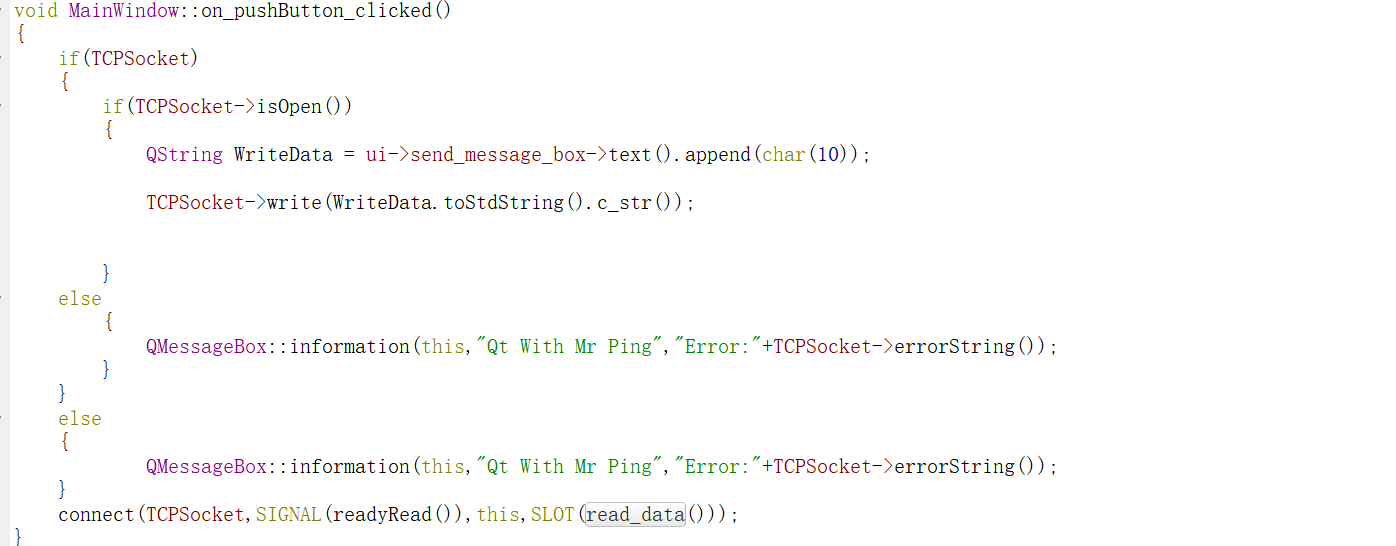 void MainWindow::on_pushButton_clicked()
{
    if(TCPSocket)
    {
        if(TCPSocket->isOpen())
        {
            QString WriteData = ui->send_message_box->text().append(char(10));

            TCPSocket->write(WriteData.toStdString().c_str());


        }
    else
        {
            QMessageBox::information(this,"Qt With Mr Ping","Error:"+TCPSocket->errorString());
        }
    }
    else
    {
            QMessageBox::information(this,"Qt With Mr Ping","Error:"+TCPSocket->errorString());
    }
    connect(TCPSocket,SIGNAL(readyRead()),this,SLOT(read_data()));
}